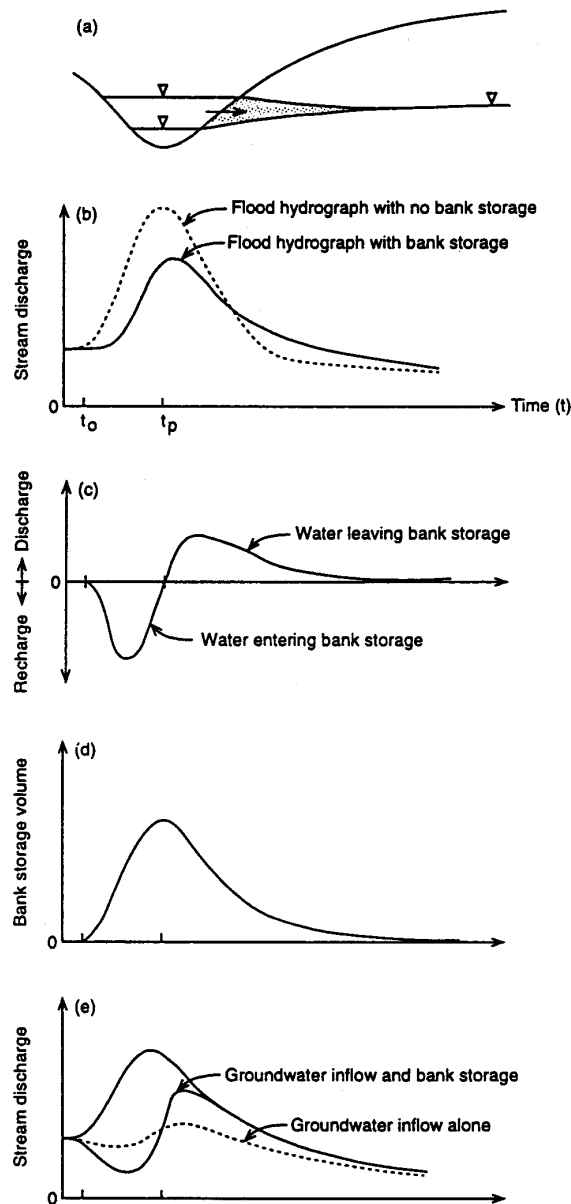 (a)
(b)
Stream discharge
Flood hydrograph with no bank storage
Flood hydrograph with bank storage
0
t₀
tₚ
Time (t)
(c)
Recharge ↔ Discharge
0
Water leaving bank storage
Water entering bank storage
(d)
Bank storage volume
0
(e)
Stream discharge
Groundwater inflow and bank storage
Groundwater inflow alone
0